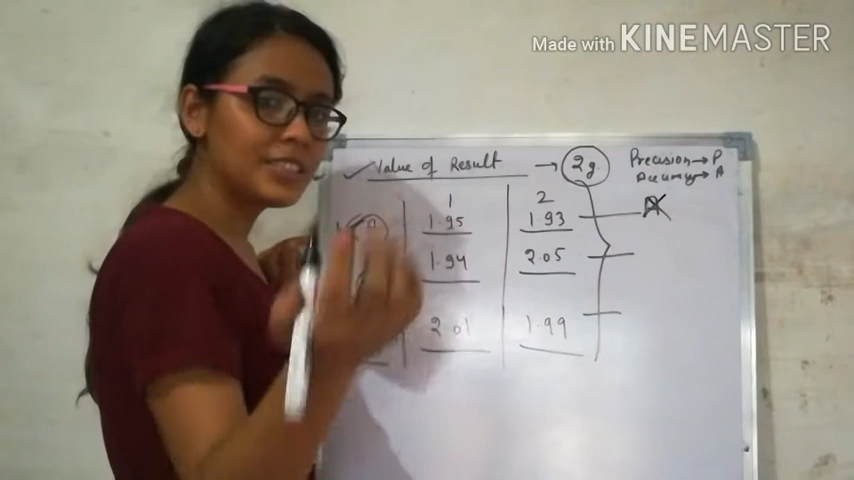 Made with KINEMASTER
Value of Result → 2g
Precision → P
Accuracy → A
1 2
1.95 1.93
1.94 2.05
2.01 1.99